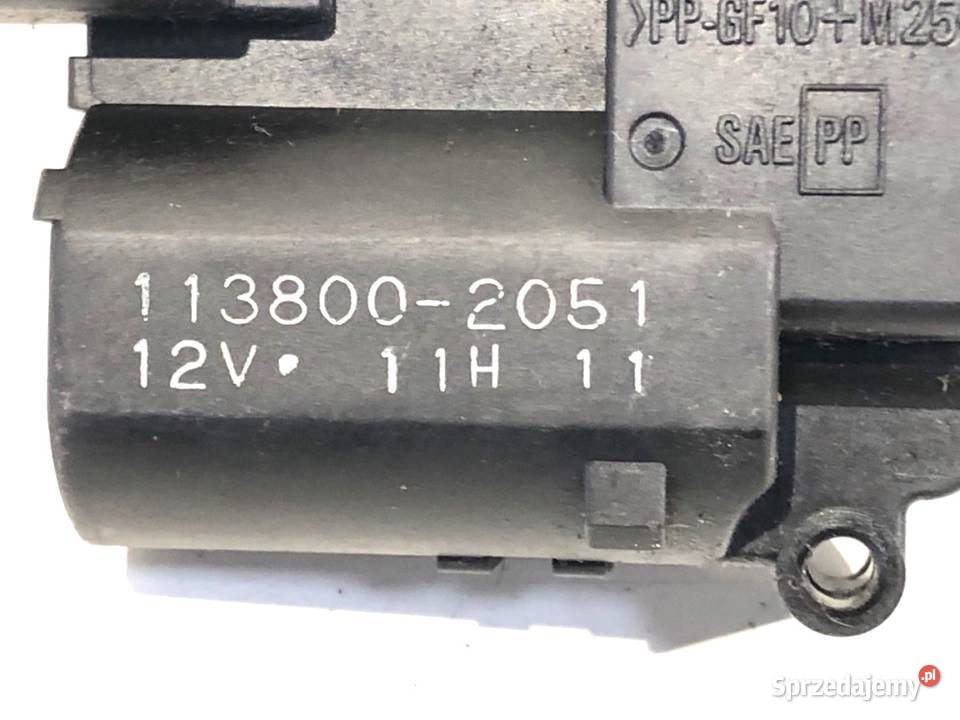 >PP-GF10+M25
SAE PP
113800-2051
12V• 11H 11
Sprzedajemy.pl